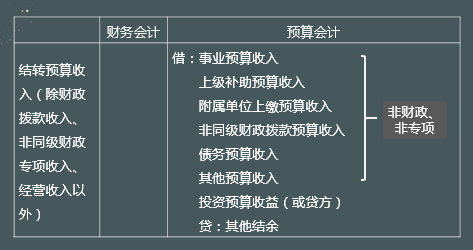 财务会计
预算会计
结转预算收
入（除财政
拨款收入、
非同级财政
专项收入、
经营收入以
外）
借：事业预算收入
上级补助预算收入
附属单位上缴预算收入
非同级财政拨款预算收入
债务预算收入
其他预算收入
投资预算收益（或贷方）
贷：其他结余
非财政、
非专项